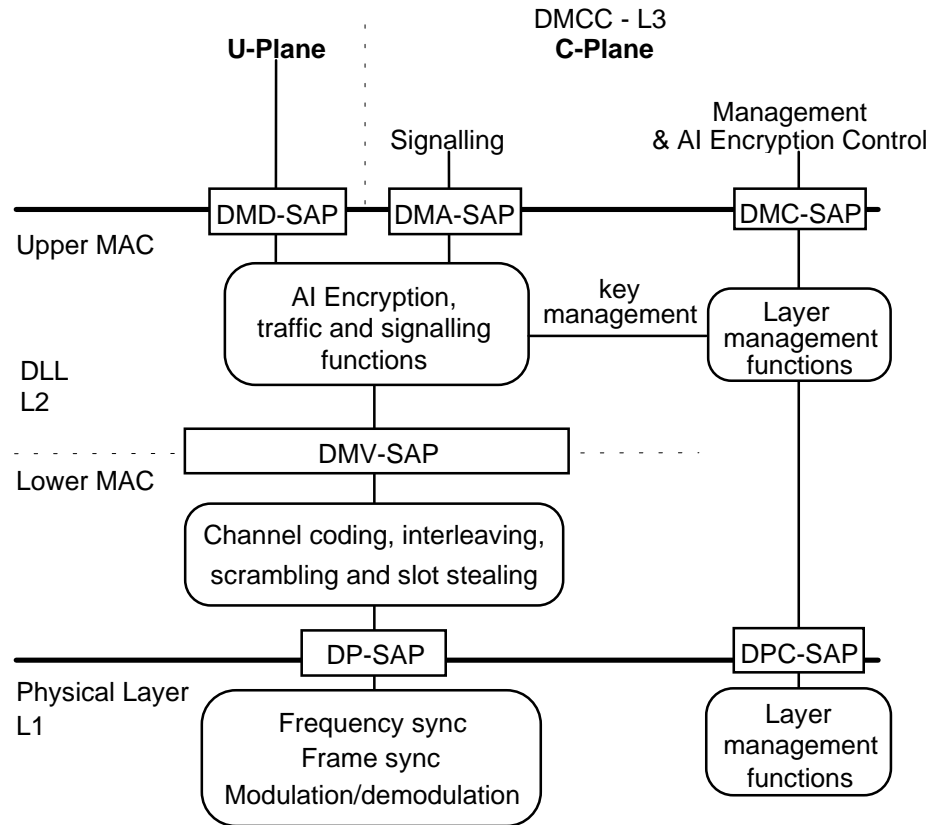 DMCC - L3
U-Plane
C-Plane
Signalling
Management
& AI Encryption Control
DMD-SAP
DMA-SAP
DMC-SAP
Upper MAC
AI Encryption,
traffic and signalling
functions
key
management
Layer
management
functions
DLL
L2
DMV-SAP
Lower MAC
Channel coding, interleaving,
scrambling and slot stealing
DP-SAP
DPC-SAP
Physical Layer
L1
Frequency sync
Frame sync
Modulation/demodulation
Layer
management
functions